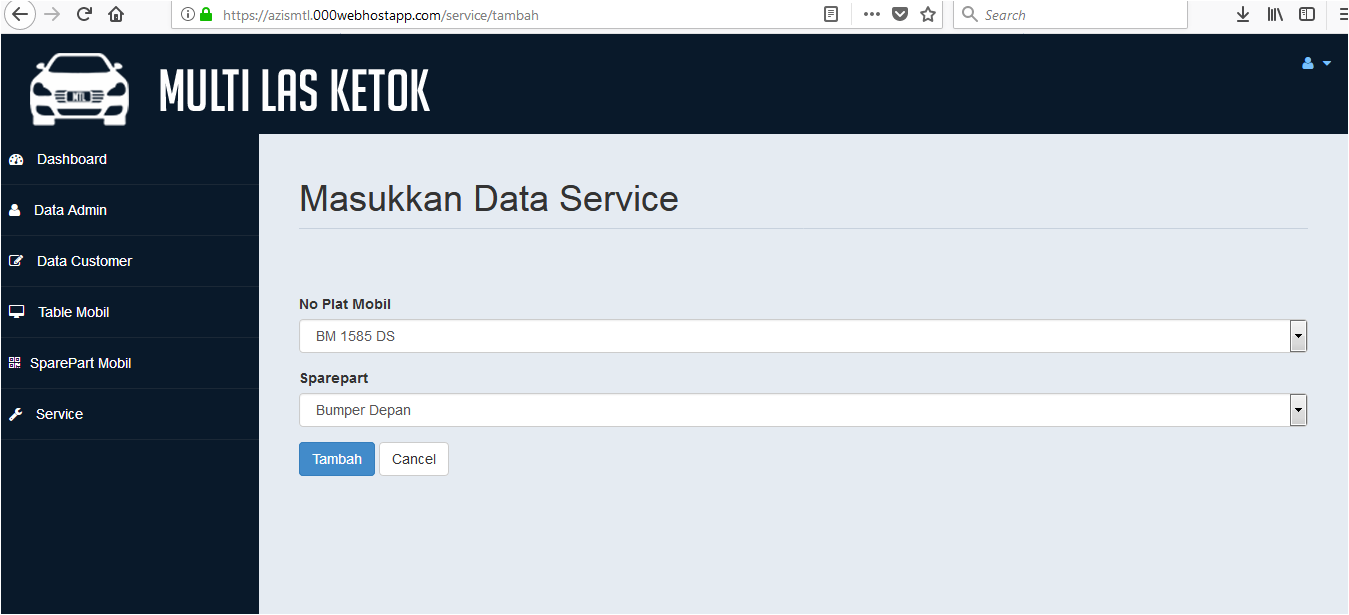 https://azismtl.000webhostapp.com/service/tambah
Search
MTL
MULTI LAS KETOK
Dashboard
Data Admin
Data Customer
Table Mobil
SparePart Mobil
Service
Masukkan Data Service
No Plat Mobil
BM 1585 DS
Sparepart
Bumper Depan
Tambah Cancel